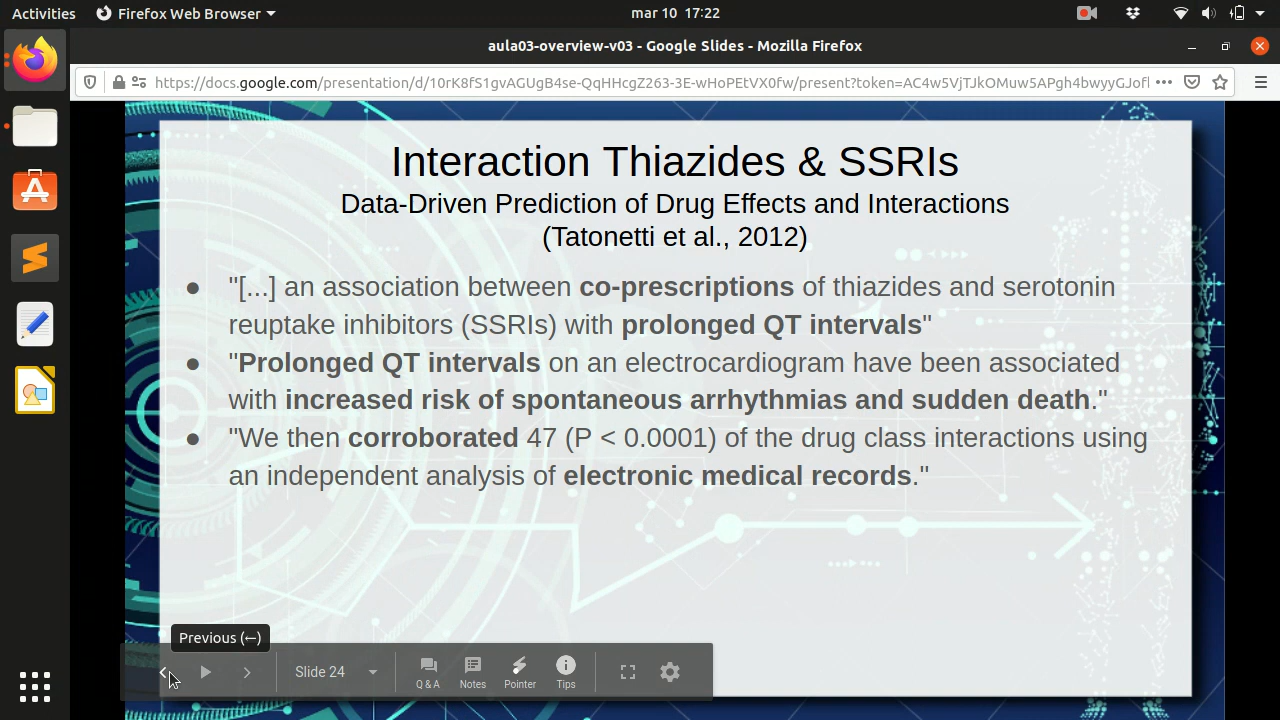 Activities Firefox Web Browser mar 10 17:22
aula03-overview-v03 - Google Slides - Mozilla Firefox
https://docs.google.com/presentation/d/10rK8fS1gvAGUgB4se-QqHHcgZ263-3E-wHoPEtVX0fw/present?token=AC4w5VjTJkOMuw5APgh4bwyyGJofl
Interaction Thiazides & SSRIs
Data-Driven Prediction of Drug Effects and Interactions
(Tatonetti et al., 2012)
● "[...] an association between co-prescriptions of thiazides and serotonin
reuptake inhibitors (SSRIs) with prolonged QT intervals"
● "Prolonged QT intervals on an electrocardiogram have been associated
with increased risk of spontaneous arrhythmias and sudden death."
● "We then corroborated 47 (P < 0.0001) of the drug class interactions using
an independent analysis of electronic medical records."
Previous (←)
Slide 24
Q & A Notes Pointer Tips